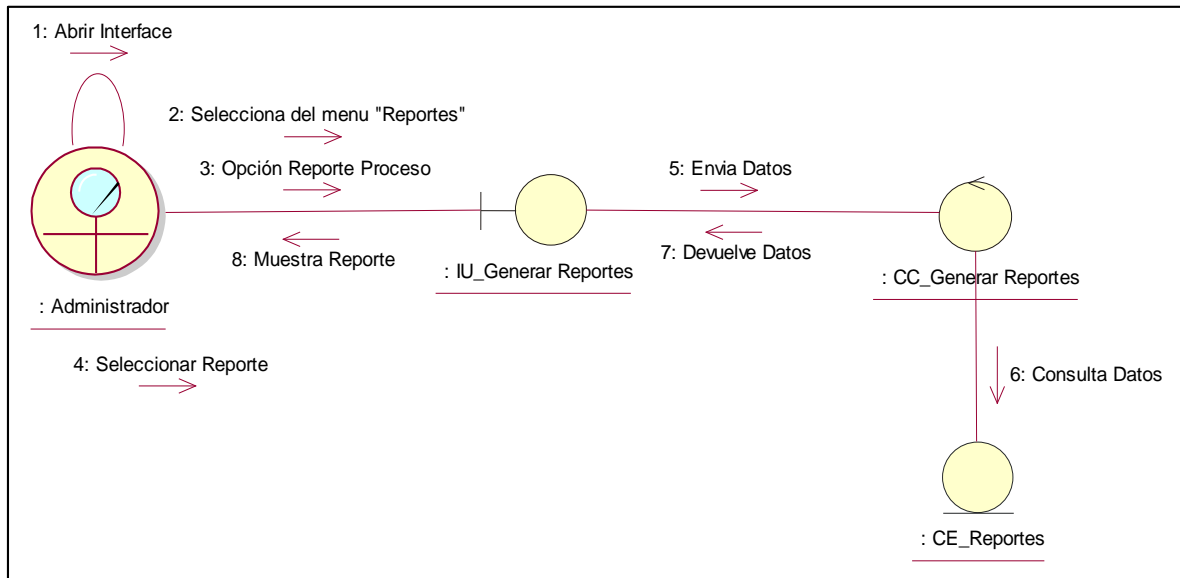 1: Abrir Interface
2: Selecciona del menu "Reportes"
3: Opción Reporte Proceso
5: Envia Datos
8: Muestra Reporte
7: Devuelve Datos
: IU_Generar Reportes
: CC_Generar Reportes
: Administrador
4: Seleccionar Reporte
6: Consulta Datos
: CE_Reportes